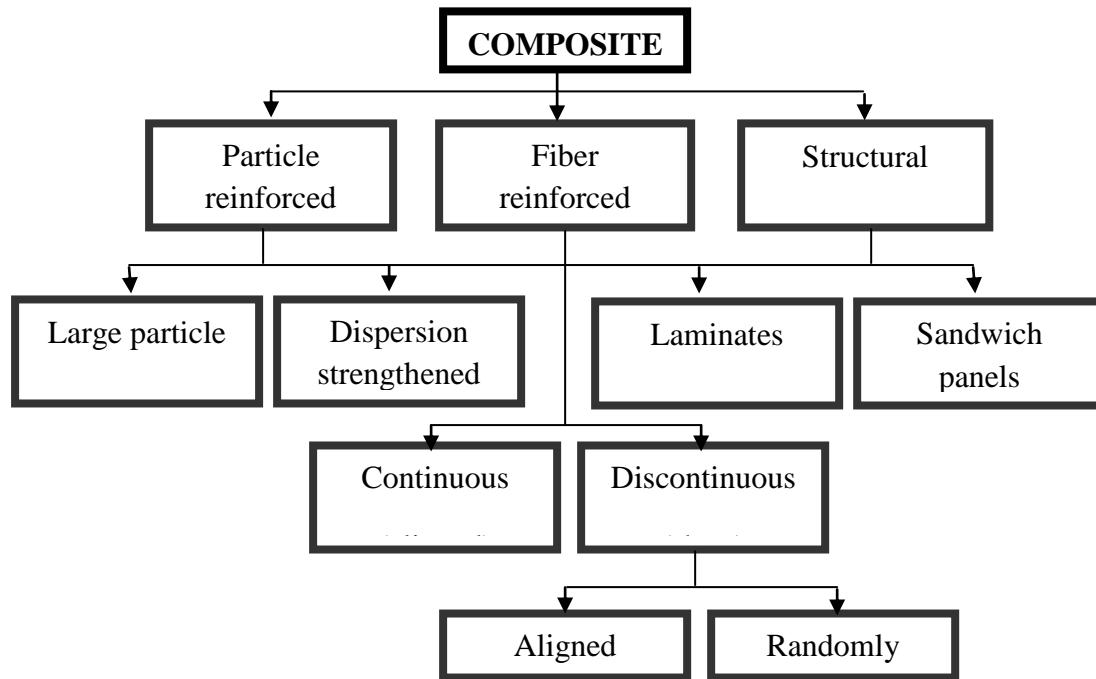 COMPOSITE
Particle
reinforced
Fiber
reinforced
Structural
Large particle
Dispersion
strengthened
Laminates
Sandwich
panels
Continuous
Discontinuous
Aligned
Randomly